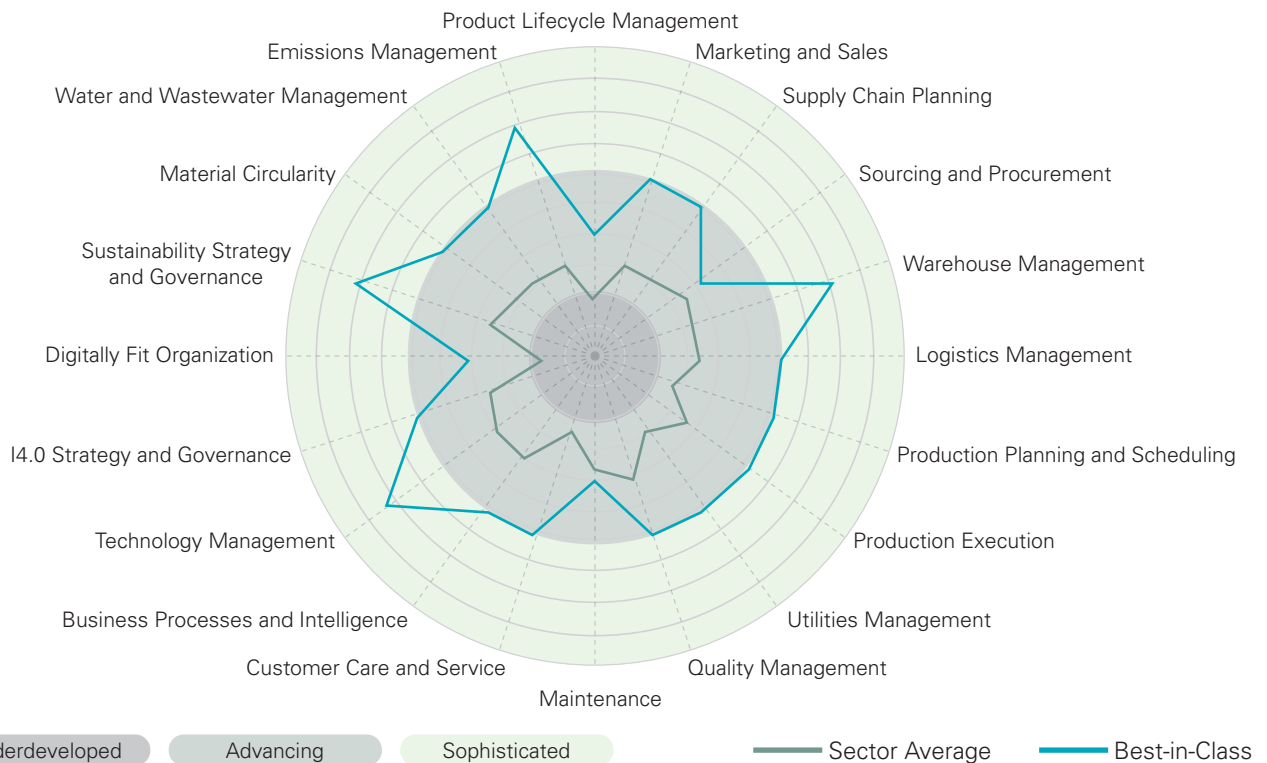 Product Lifecycle Management
Emissions Management
Marketing and Sales
Water and Wastewater Management
Supply Chain Planning
Material Circularity
Sourcing and Procurement
Sustainability Strategy
and Governance
Warehouse Management
Digitally Fit Organization
Logistics Management
I4.0 Strategy and Governance
Production Planning and Scheduling
Technology Management
Production Execution
Business Processes and Intelligence
Utilities Management
Customer Care and Service
Quality Management
Maintenance
derdeveloped
Advancing
Sophisticated
Sector Average
Best-in-Class